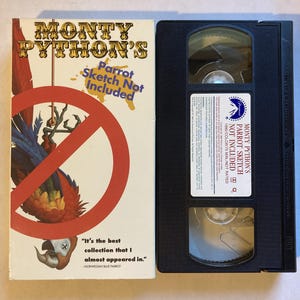 MONTY
PYTHON'S
Parrot
Sketch Not
Included
"It's the best
collection that I
almost appeared in."
MONTY PYTHON'S
PARROT SKETCH
NOT INCLUDED